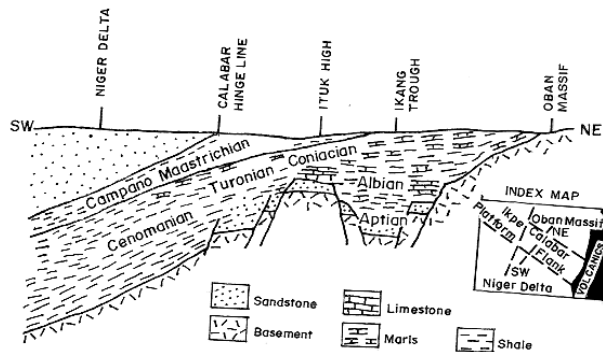 NIGER DELTA
CALABAR
HINGE LINE
ITUK HIGH
IKANG
TROUGH
OBAN
MASSIF
SW
NE
Campano Maastrichian
Turonian Coniacian
Cenomanian
Albian
Aptian
INDEX MAP
Ikpe
Platform
Oban Massif
NE
Calabar
Flank
SW
Niger Delta
VOLCANICS
Sandstone
Limestone
Basement
Marls
Shale